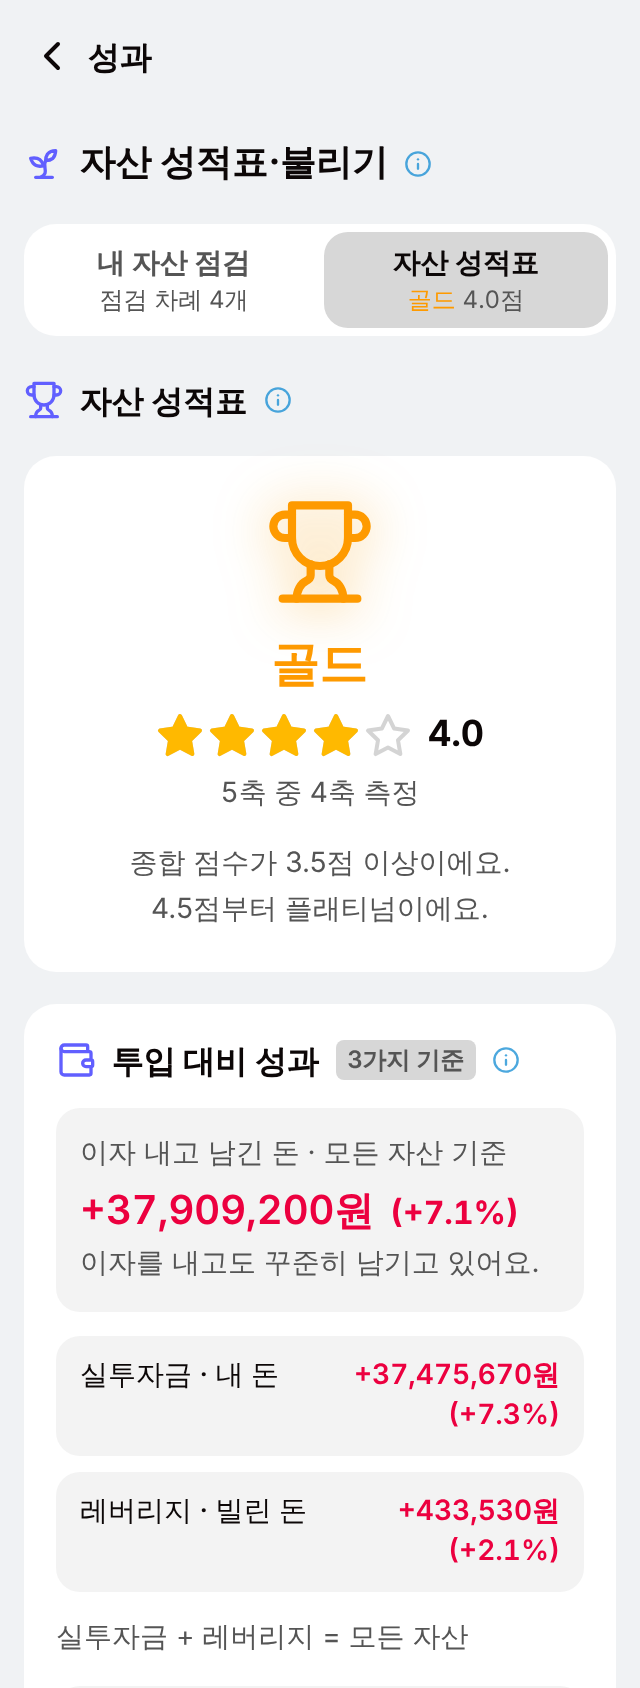 성과
자산 성적표·불리기
내 자산 점검
점검 차례 4개
자산 성적표
골드 4.0점
자산 성적표
골드
4.0
5축 중 4축 측정
종합 점수가 3.5점 이상이에요.
4.5점부터 플래티넘이에요.
투입 대비 성과 3가지 기준
이자 내고 남긴 돈 · 모든 자산 기준
+37,909,200원 (+7.1%)
이자를 내고도 꾸준히 남기고 있어요.
실투자금 · 내 돈 +37,475,670원
(+7.3%)
레버리지 · 빌린 돈 +433,530원
(+2.1%)
실투자금 + 레버리지 = 모든 자산